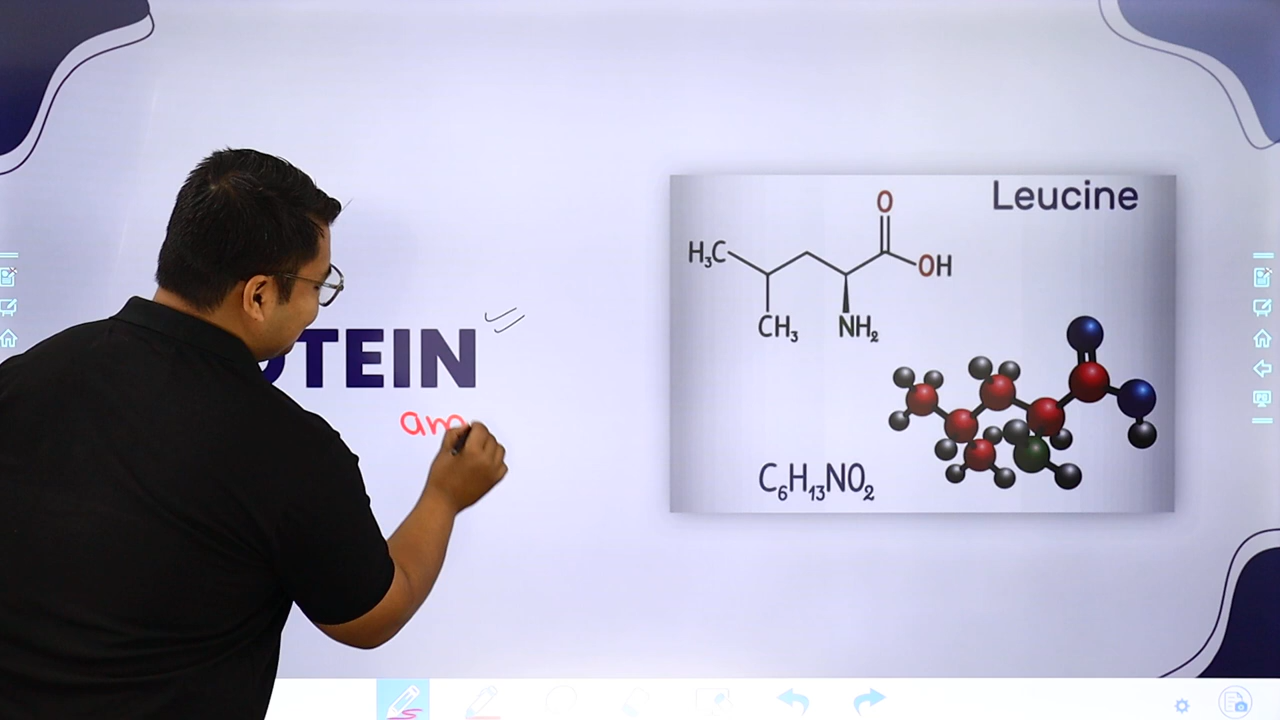 Leucine
O
H₃C
OH
CH₃
NH₂
OTEIN
am
C₆H₁₃NO₂